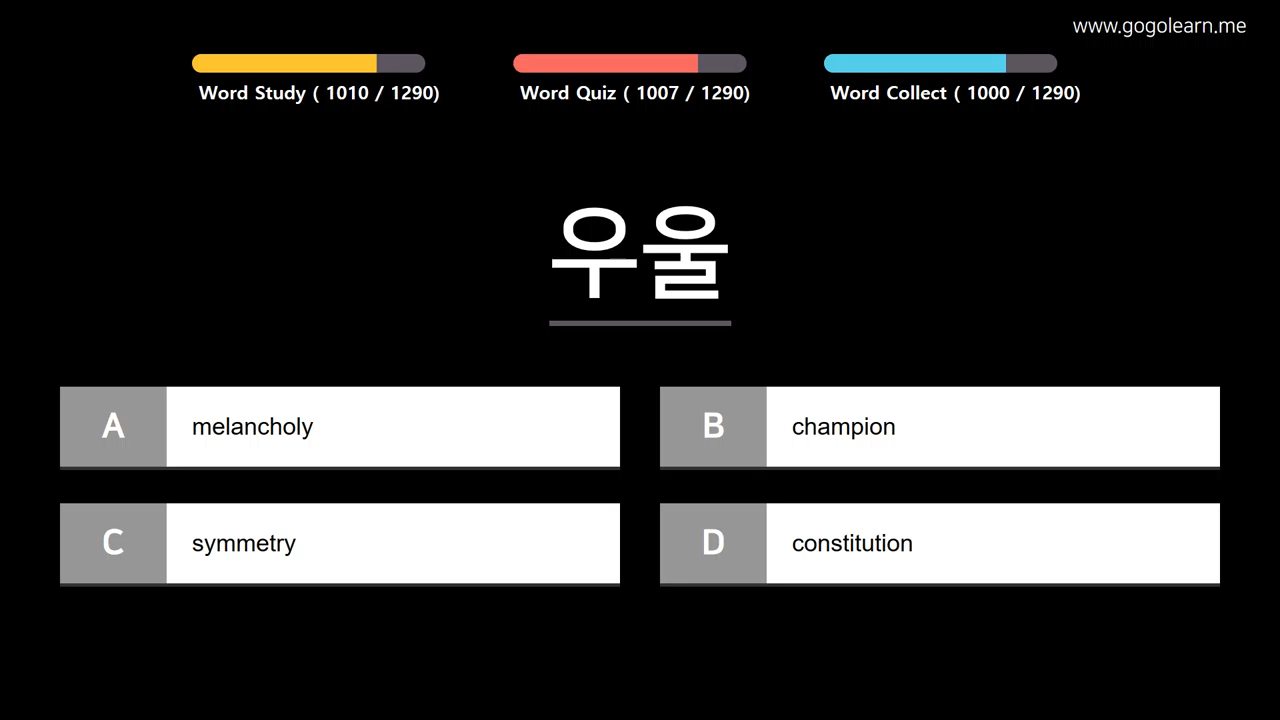 www.gogolearn.me
Word Study ( 1010 / 1290)
Word Quiz ( 1007 / 1290)
Word Collect ( 1000 / 1290)
우울
A melancholy
B champion
C symmetry
D constitution